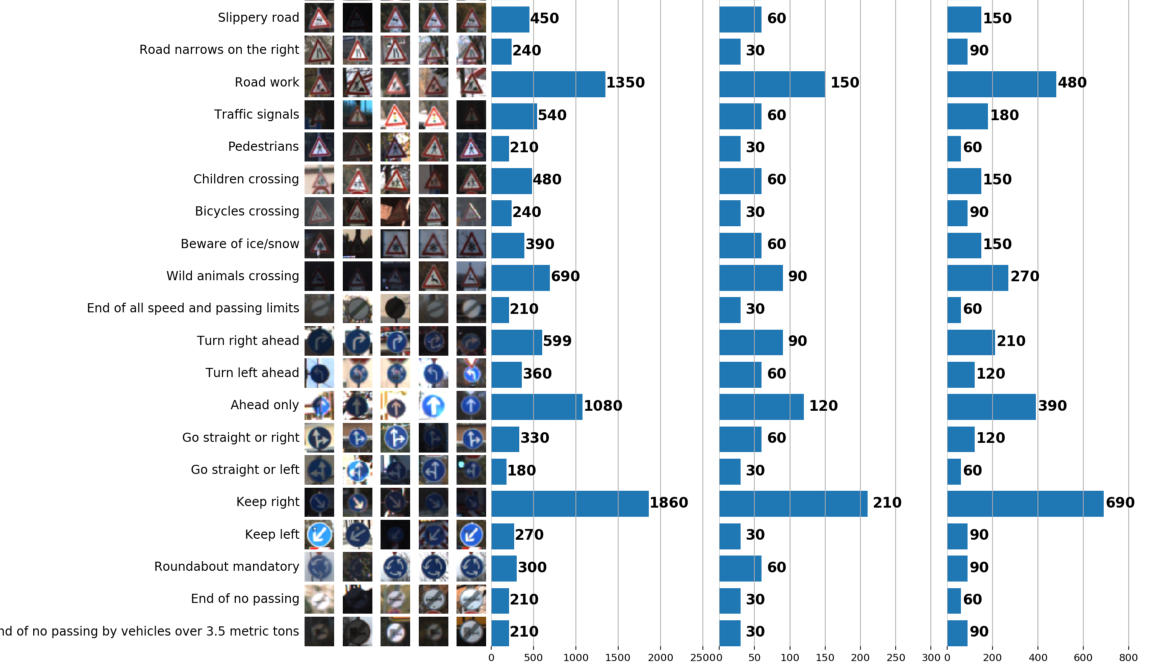 Slippery road 450 60 150
Road narrows on the right 240 30 90
Road work 1350 150 480
Traffic signals 540 60 180
Pedestrians 210 30 60
Children crossing 480 60 150
Bicycles crossing 240 30 90
Beware of ice/snow 390 60 150
Wild animals crossing 690 90 270
End of all speed and passing limits 210 30 60
Turn right ahead 599 90 210
Turn left ahead 360 60 120
Ahead only 1080 120 390
Go straight or right 330 60 120
Go straight or left 180 30 60
Keep right 1860 210 690
Keep left 270 30 90
Roundabout mandatory 300 60 90
End of no passing 210 30 60
nd of no passing by vehicles over 3.5 metric tons 210 30 90
0 500 1000 1500 2000 2500 0 50 100 150 200 250 300 0 200 400 600 800